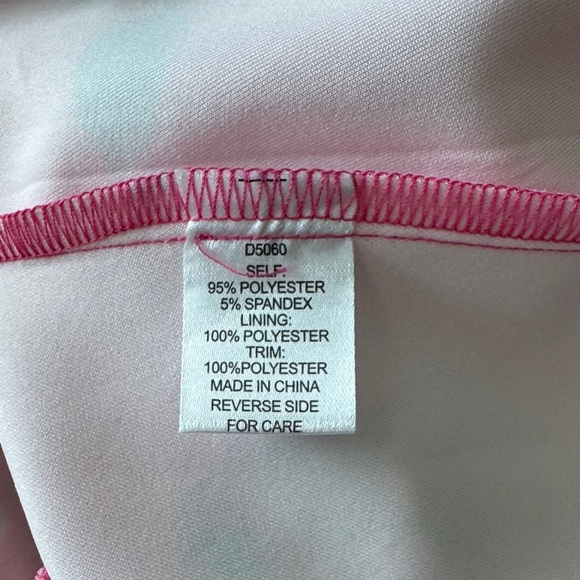 D5060
SELF:
95% POLYESTER
5% SPANDEX
LINING:
100% POLYESTER
TRIM:
100%POLYESTER
MADE IN CHINA
REVERSE SIDE
FOR CARE